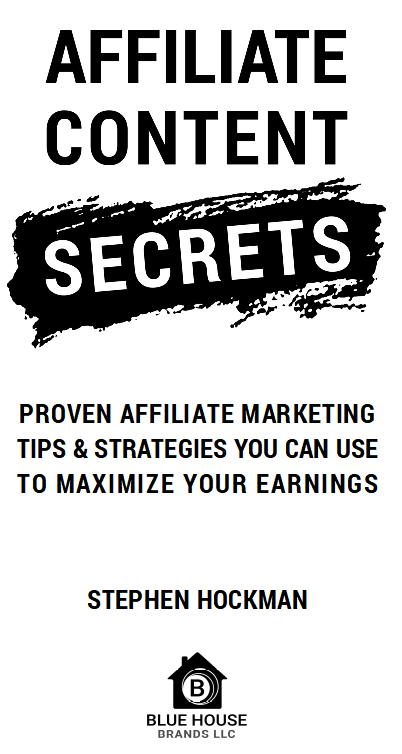 AFFILIATE
CONTENT
SECRETS
PROVEN AFFILIATE MARKETING
TIPS & STRATEGIES YOU CAN USE
TO MAXIMIZE YOUR EARNINGS
STEPHEN HOCKMAN
B
BLUE HOUSE
BRANDS LLC